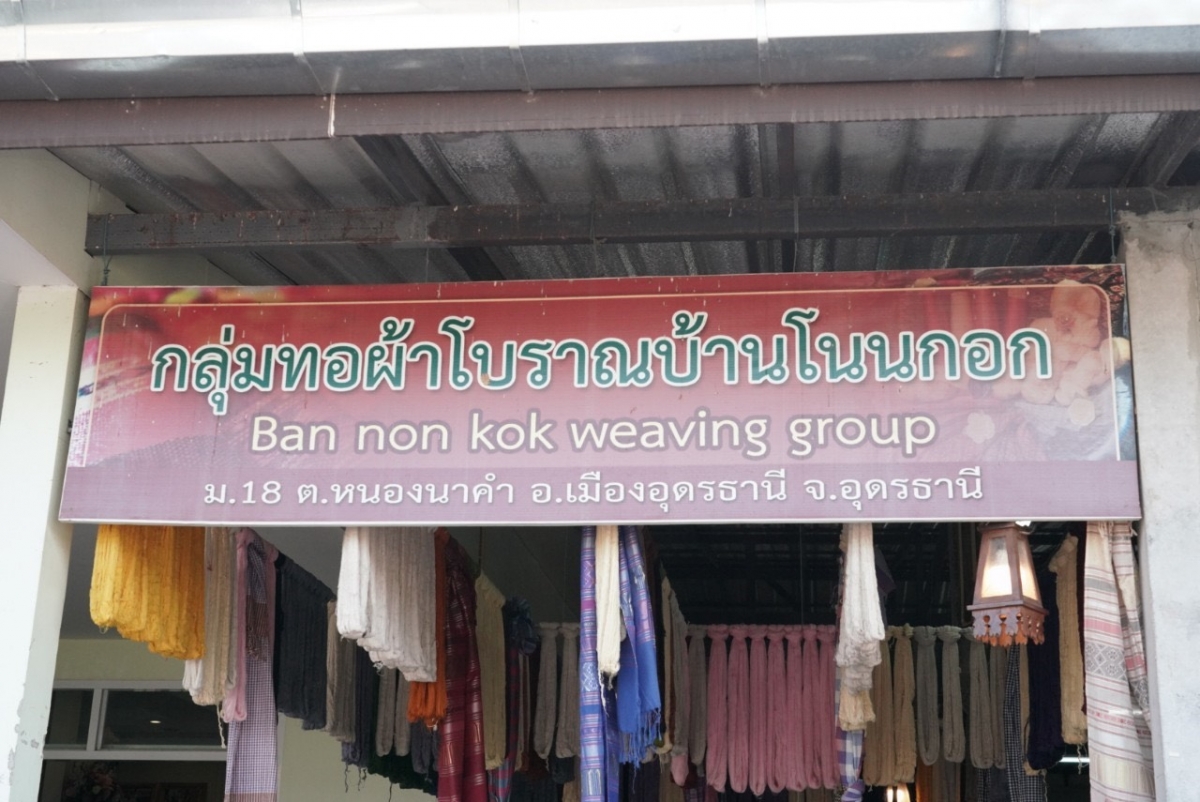 กลุ่มทอผ้าโบราณบ้านโนนกอก
Ban non kok weaving group
ม.18 ต.หนองนาคำ อ.เมืองอุดรธานี จ.อุดรธานี